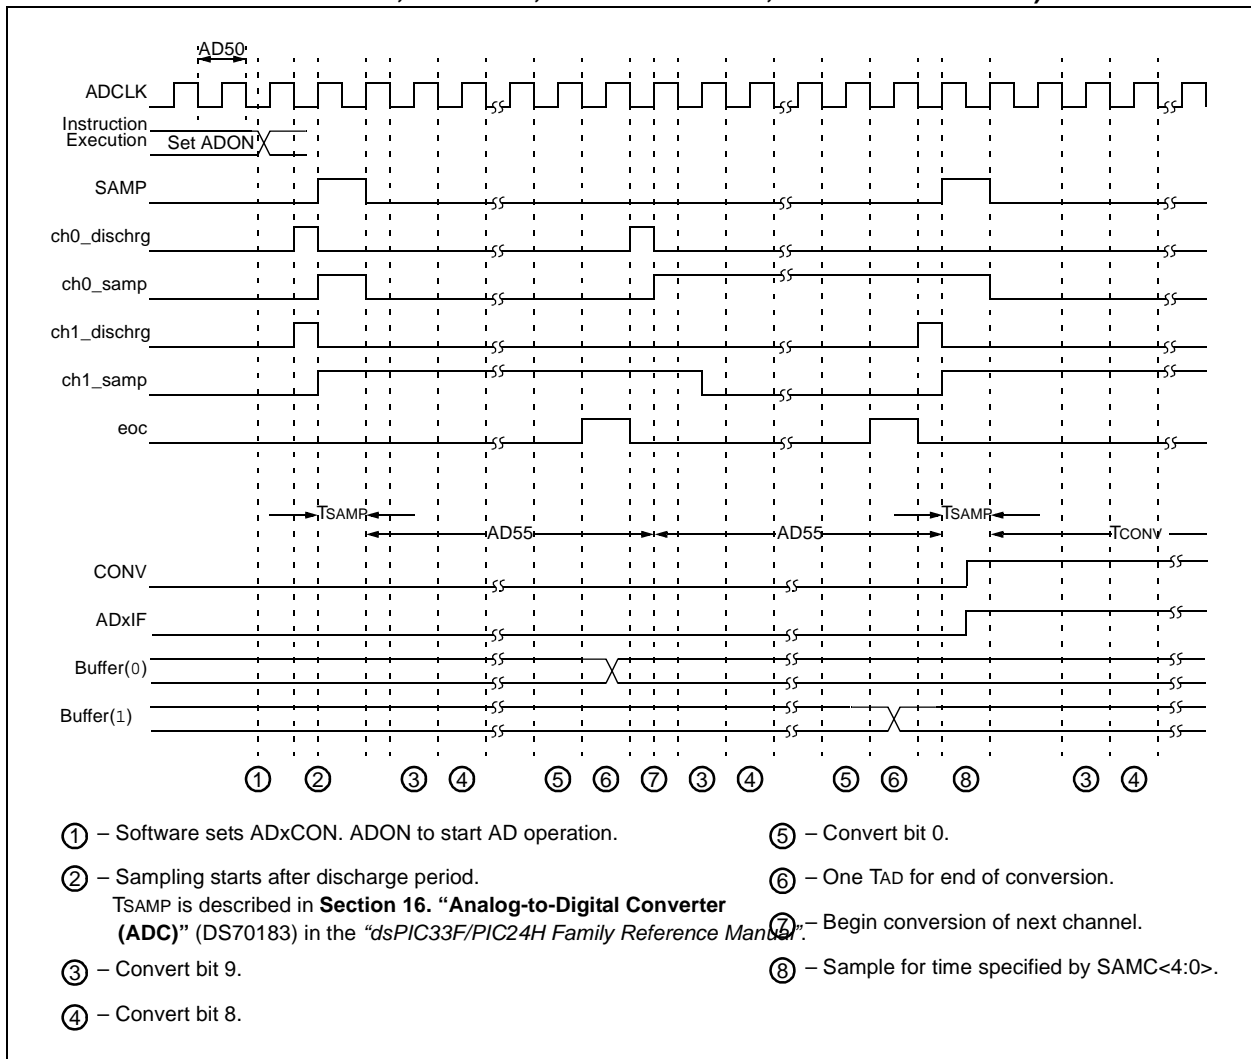 AD50
ADCLK
Instruction
Execution
Set ADON
SAMP
ch0_dischrg
ch0_samp
ch1_dischrg
ch1_samp
eoc
TSAMP
TSAMP
AD55
AD55
TCONV
CONV
ADxIF
Buffer(0)
Buffer(1)
1 2 3 4 5 6 7 3 4 5 6 8 3 4
1 – Software sets ADxCON. ADON to start AD operation.
2 – Sampling starts after discharge period.
TSAMP is described in Section 16. “Analog-to-Digital Converter
(ADC)” (DS70183) in the “dsPIC33F/PIC24H Family Reference Manual”.
3 – Convert bit 9.
4 – Convert bit 8.
5 – Convert bit 0.
6 – One TAD for end of conversion.
7 – Begin conversion of next channel.
8 – Sample for time specified by SAMC<4:0>.